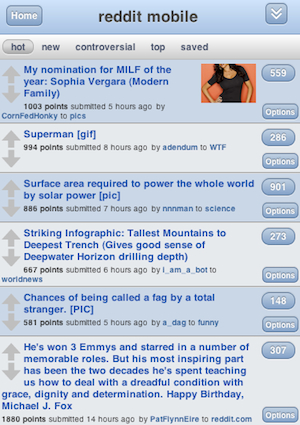 Home
reddit mobile
hot new controversial top saved
My nomination for MILF of the
year: Sophia Vergara (Modern
Family)
1003 points submitted 5 hours ago by
CornFedHonky to pics
559
Options
Superman [gif]
994 points submitted 8 hours ago by adendum to WTF
286
Options
Surface area required to power the whole world
by solar power [pic]
886 points submitted 7 hours ago by nnnman to science
901
Options
Striking Infographic: Tallest Mountains to
Deepest Trench (Gives good sense of
Deepwater Horizon drilling depth)
667 points submitted 6 hours ago by I_am_a_bot to
worldnews
273
Options
Chances of being called a fag by a total
stranger. [PIC]
581 points submitted 5 hours ago by a_dag to funny
148
Options
He's won 3 Emmys and starred in a number of
memorable roles. But his most inspiring part
has been the two decades he's spent teaching
us how to deal with a dreadful condition with
grace, dignity and determination. Happy Birthday,
Michael J. Fox
1880 points submitted 14 hours ago by PatFlynnEire to reddit.com
307
Options